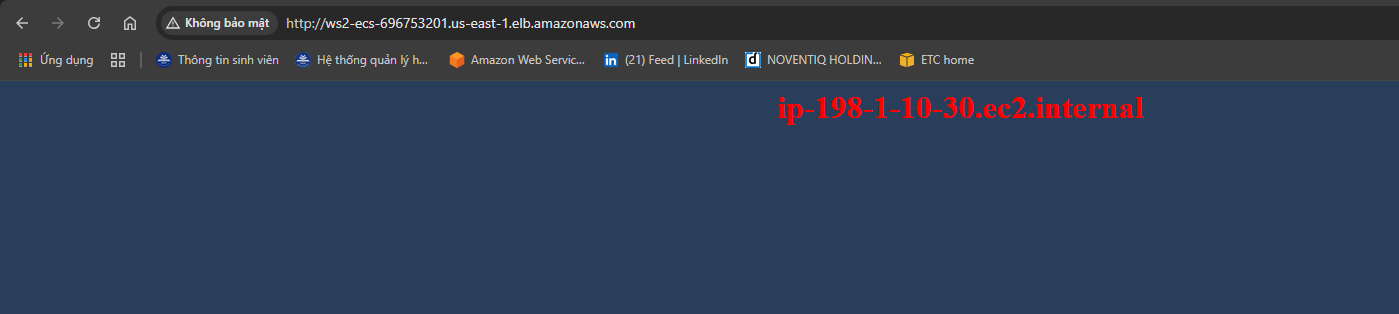 Không bảo mật http://ws2-ecs-696753201.us-east-1.elb.amazonaws.com
Ứng dụng Thông tin sinh viên Hệ thống quản lý h... Amazon Web Servic... (21) Feed | LinkedIn NOVENTIQ HOLDIN... ETC home
ip-198-1-10-30.ec2.internal